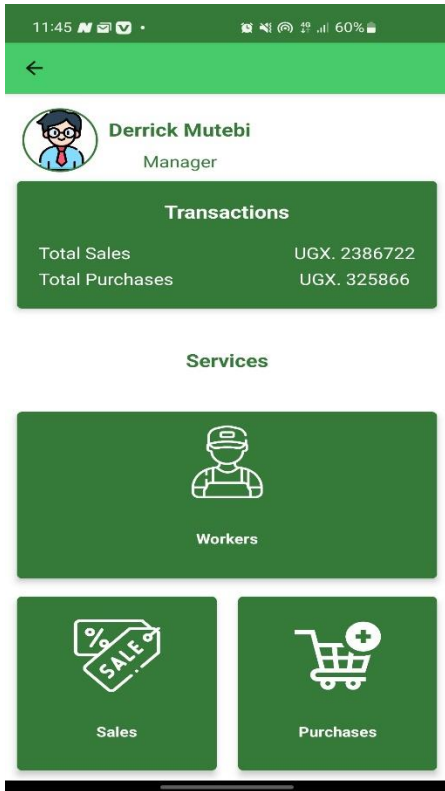 11:45 60%
Derrick Mutebi
Manager
Transactions
Total Sales UGX. 2386722
Total Purchases UGX. 325866
Services
Workers
% SALE
Sales
Purchases